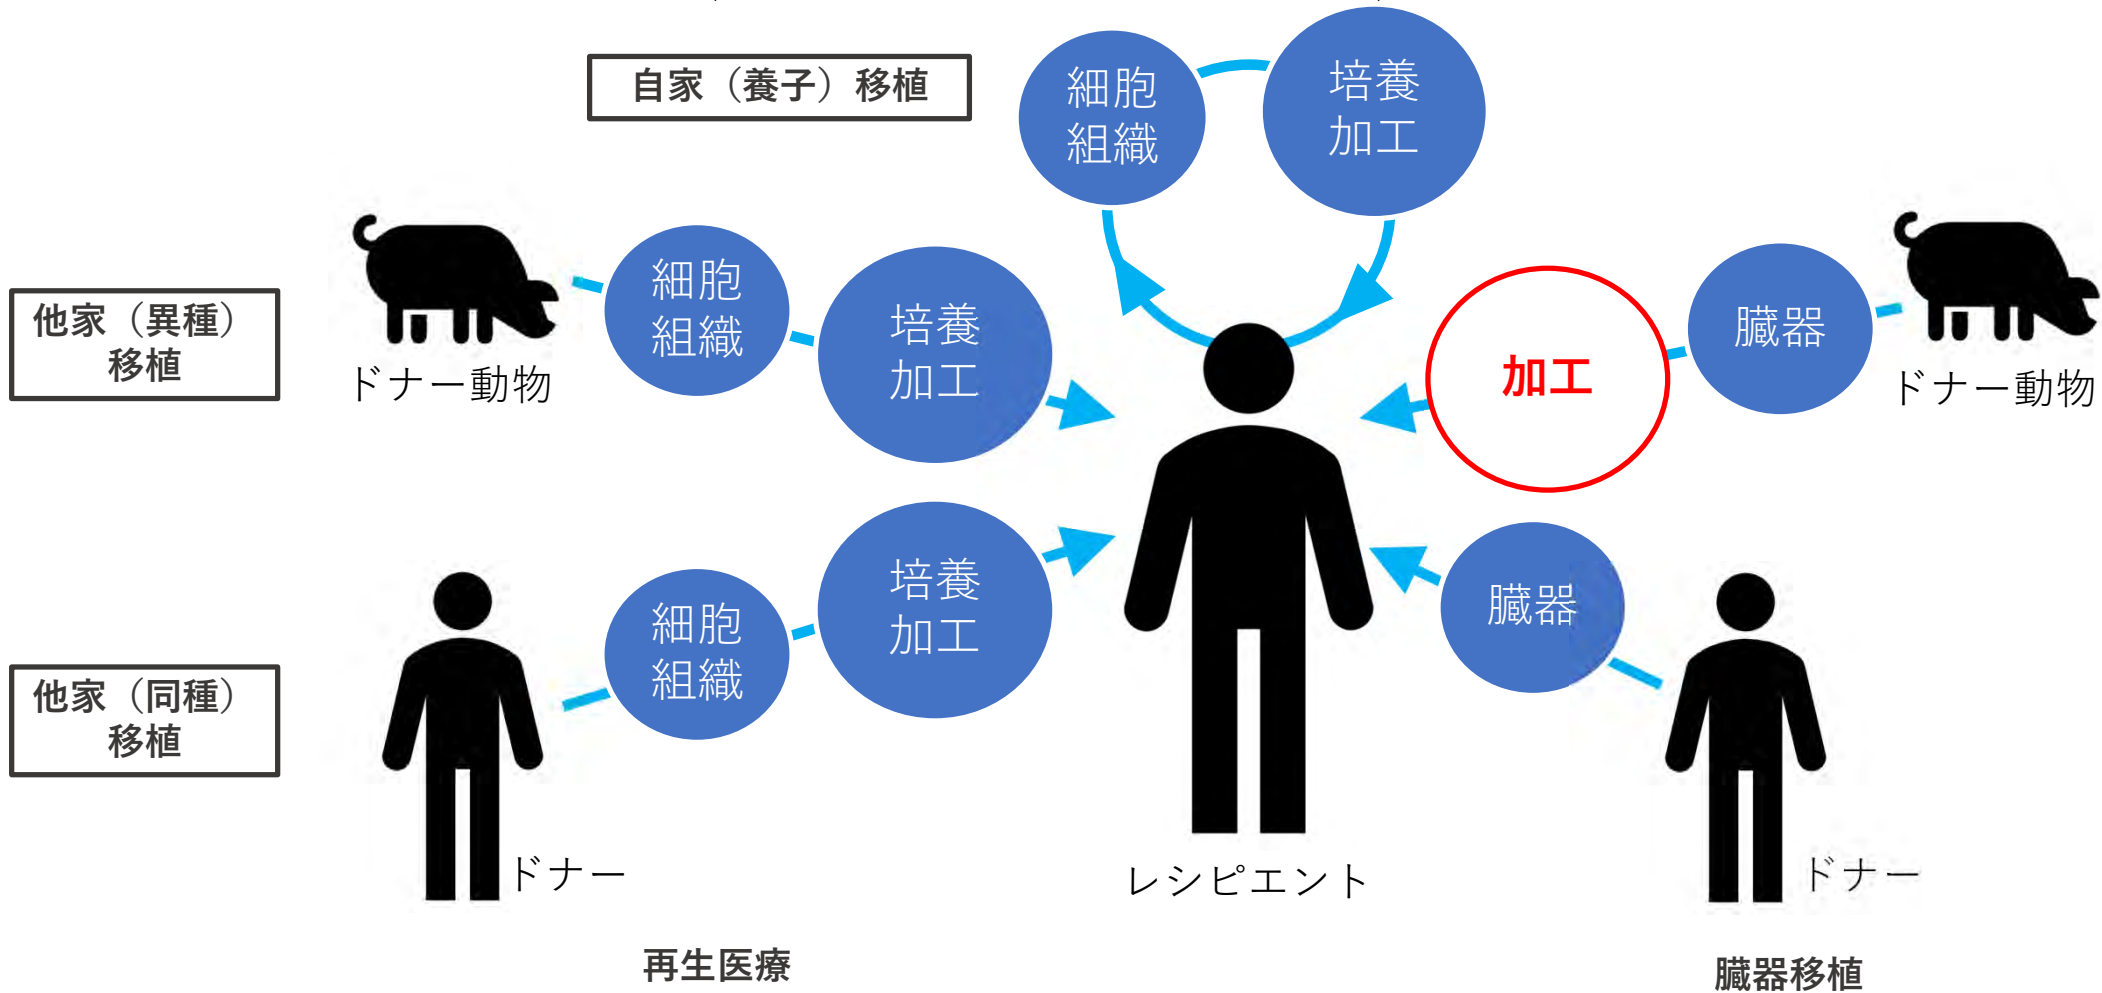 自家（養子）移植
細胞
組織
培養
加工
他家（異種）
移植
ドナー動物
細胞
組織
培養
加工
加工
臓器
ドナー動物
他家（同種）
移植
ドナー
細胞
組織
培養
加工
レシピエント
臓器
ドナー
再生医療
臓器移植